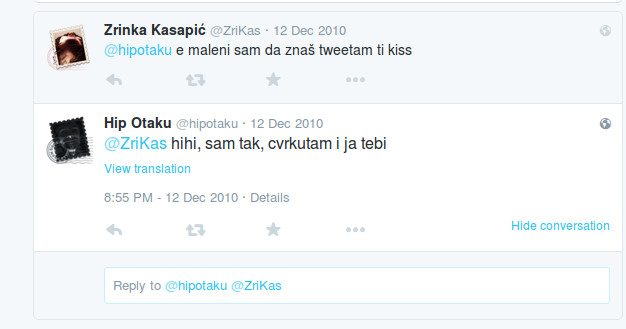 Zrinka Kasapić @ZriKas · 12 Dec 2010
@hipotaku e maleni sam da znaš tweetam ti kiss
Hip Otaku @hipotaku · 12 Dec 2010
@ZriKas hihi, sam tak, cvrkutam i ja tebi
View translation
8:55 PM - 12 Dec 2010 · Details
Hide conversation
Reply to @hipotaku @ZriKas